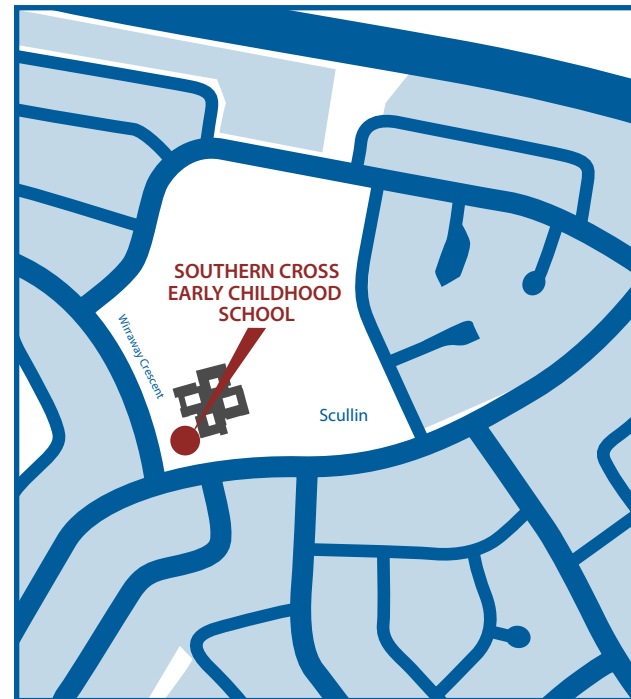 SOUTHERN CROSS
EARLY CHILDHOOD
SCHOOL
Wirraway Crescent
Scullin